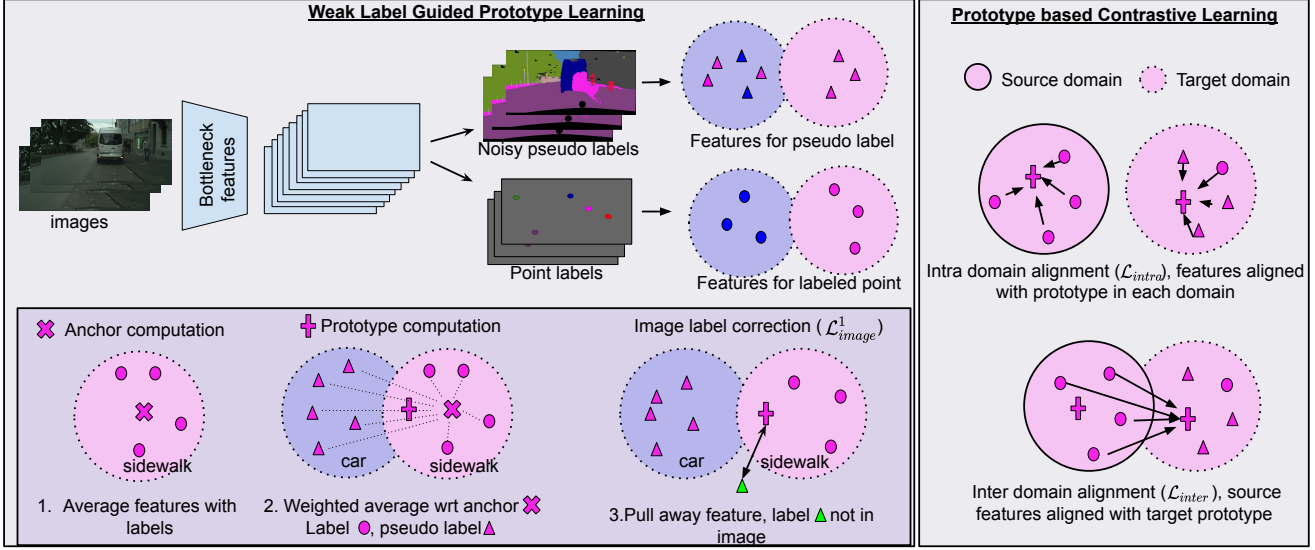 Weak Label Guided Prototype Learning
images
Bottleneck
features
Noisy pseudo labels
Point labels
Features for pseudo label
Features for labeled point
Anchor computation
sidewalk
1. Average features with
labels
Prototype computation
car
sidewalk
2. Weighted average wrt anchor
Label , pseudo label
Image label correction ( ℒ¹image)
car
sidewalk
3.Pull away feature, label not in
image
Prototype based Contrastive Learning
Source domain
Target domain
Intra domain alignment (ℒintra), features aligned
with prototype in each domain
Inter domain alignment (ℒinter ), source
features aligned with target prototype